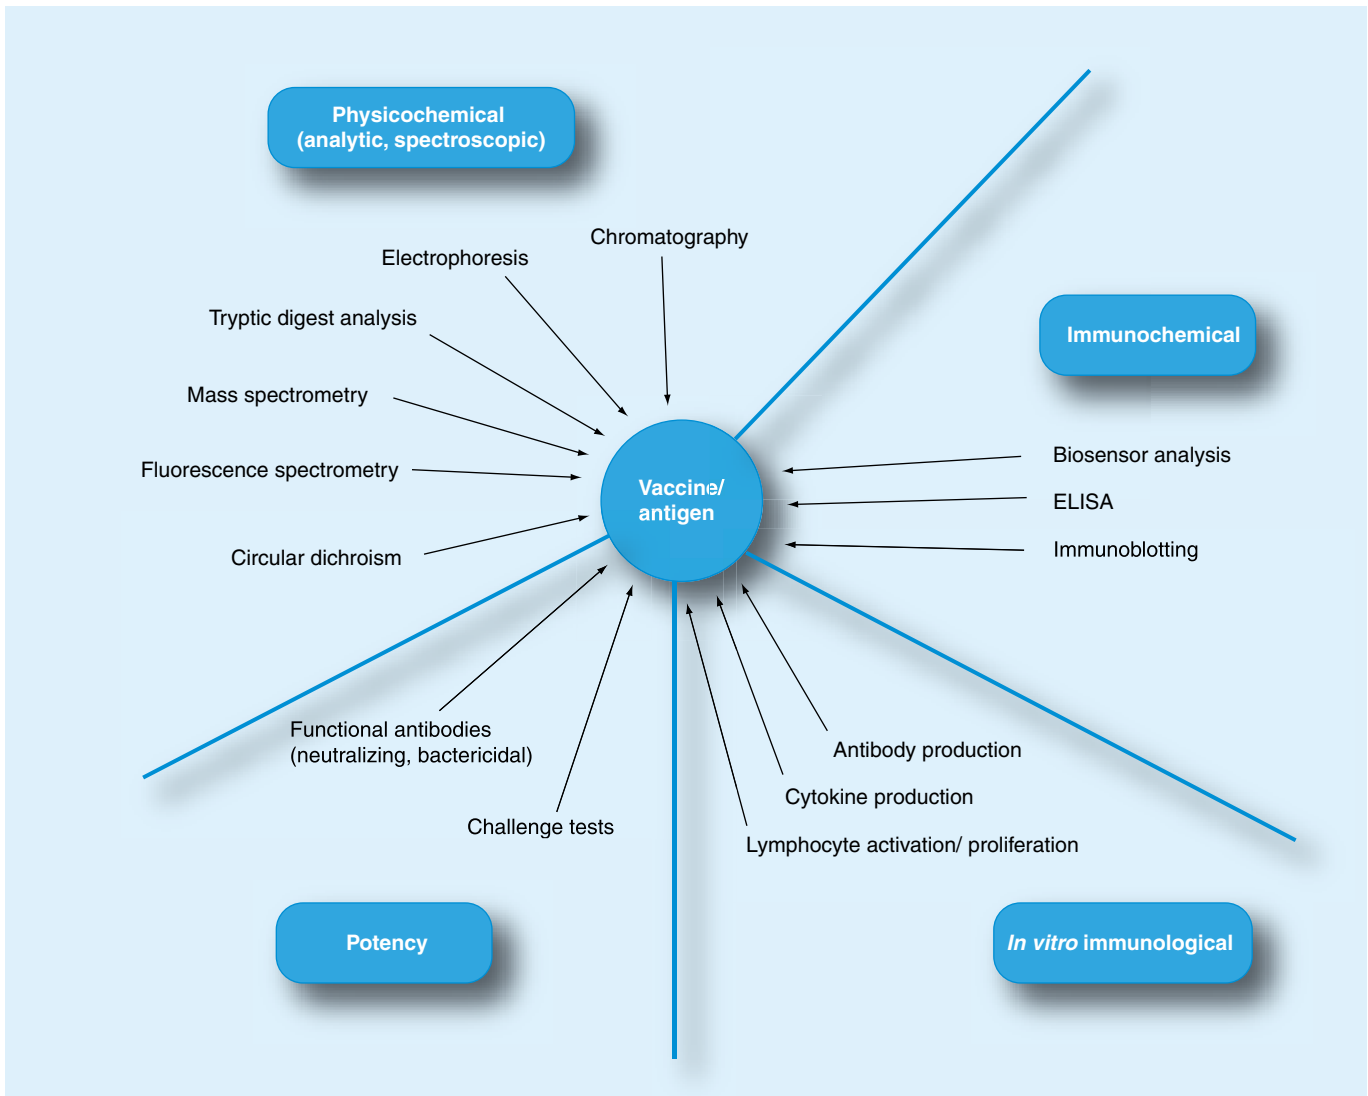 Physicochemical
(analytic, spectroscopic)
Chromatography
Electrophoresis
Tryptic digest analysis
Mass spectrometry
Fluorescence spectrometry
Circular dichroism
Immunochemical
Biosensor analysis
ELISA
Immunoblotting
Vaccine/
antigen
Functional antibodies
(neutralizing, bactericidal)
Challenge tests
Potency
Antibody production
Cytokine production
Lymphocyte activation/ proliferation
In vitro immunological